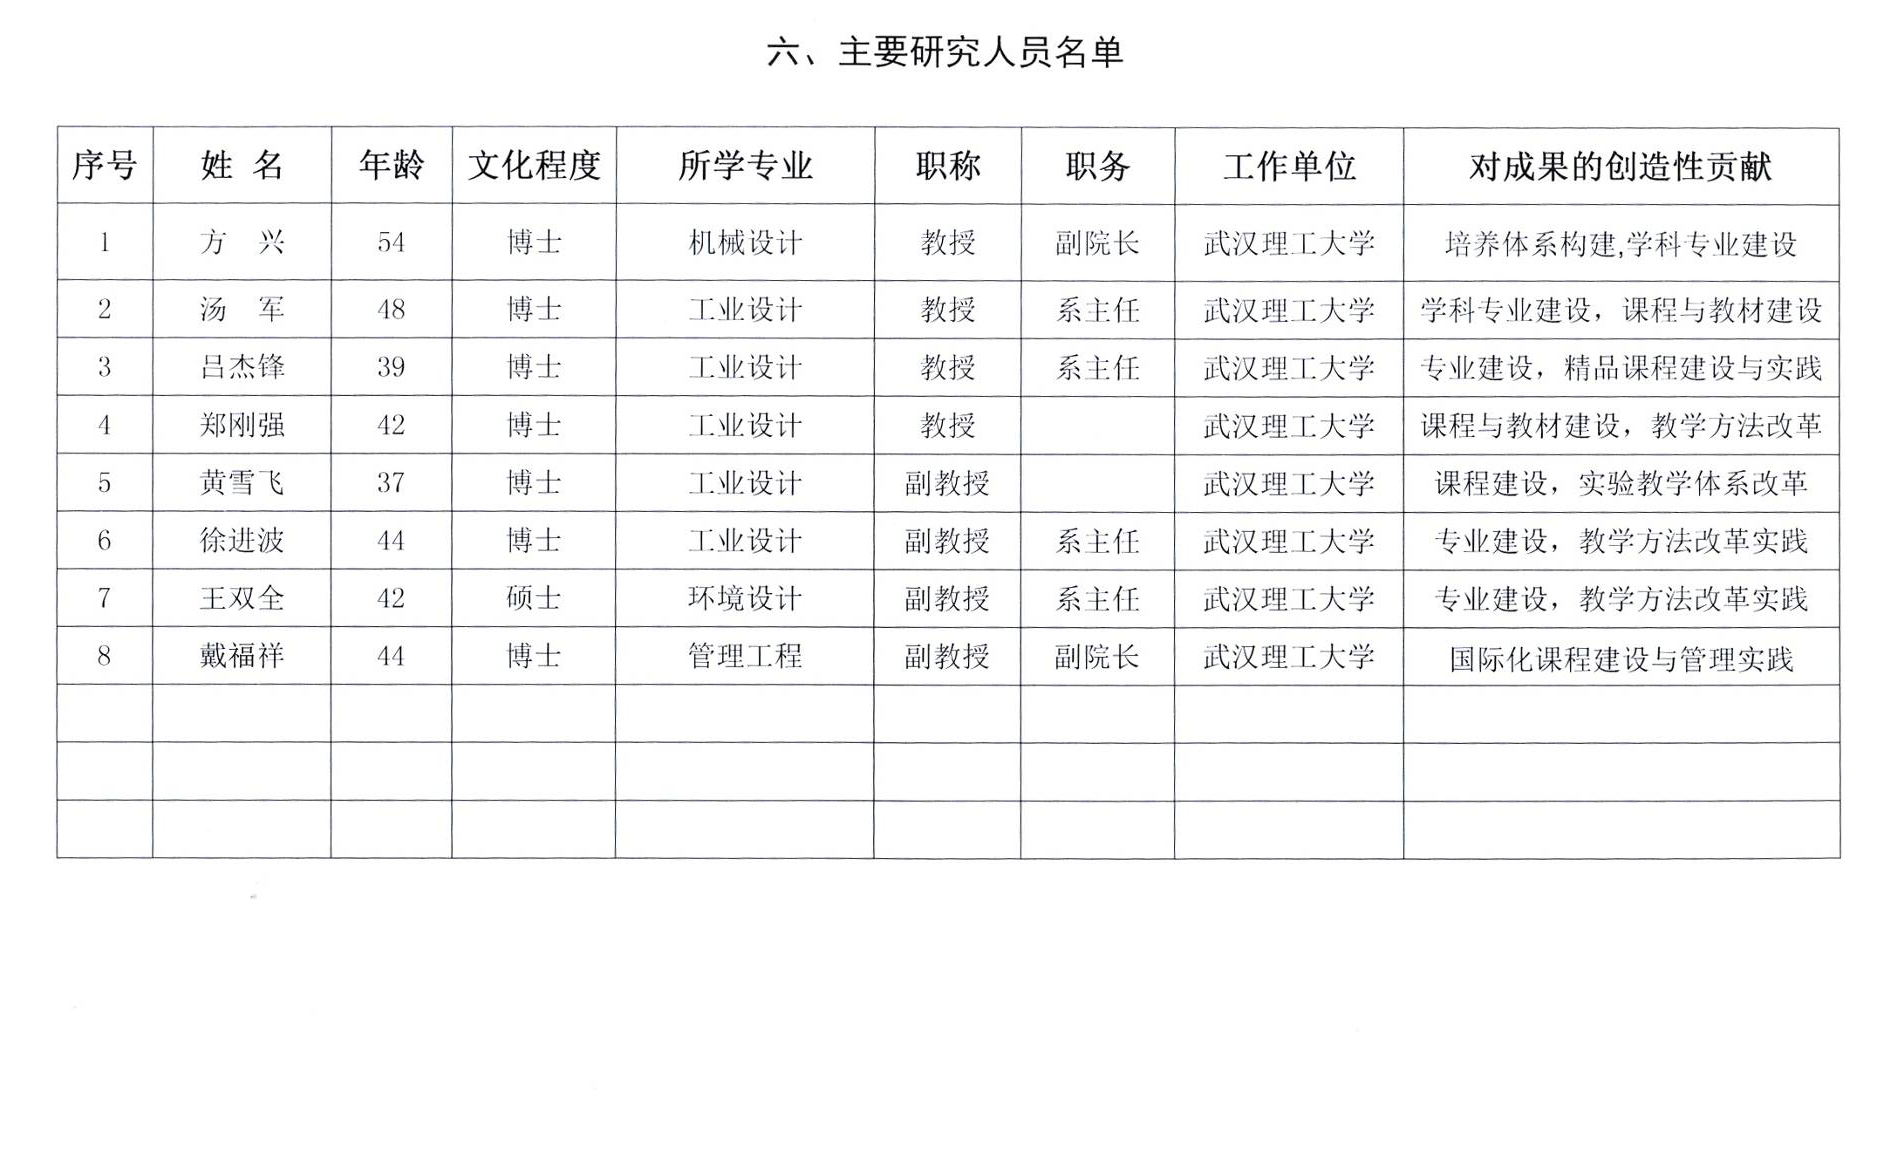 六、主要研究人员名单
序号 姓 名 年龄 文化程度 所学专业 职称 职务 工作单位 对成果的创造性贡献
1 方 兴 54 博士 机械设计 教授 副院长 武汉理工大学 培养体系构建,学科专业建设
2 汤 军 48 博士 工业设计 教授 系主任 武汉理工大学 学科专业建设，课程与教材建设
3 吕杰锋 39 博士 工业设计 教授 系主任 武汉理工大学 专业建设，精品课程建设与实践
4 郑刚强 42 博士 工业设计 教授 武汉理工大学 课程与教材建设，教学方法改革
5 黄雪飞 37 博士 工业设计 副教授 武汉理工大学 课程建设，实验教学体系改革
6 徐进波 44 博士 工业设计 副教授 系主任 武汉理工大学 专业建设，教学方法改革实践
7 王双全 42 硕士 环境设计 副教授 系主任 武汉理工大学 专业建设，教学方法改革实践
8 戴福祥 44 博士 管理工程 副教授 副院长 武汉理工大学 国际化课程建设与管理实践